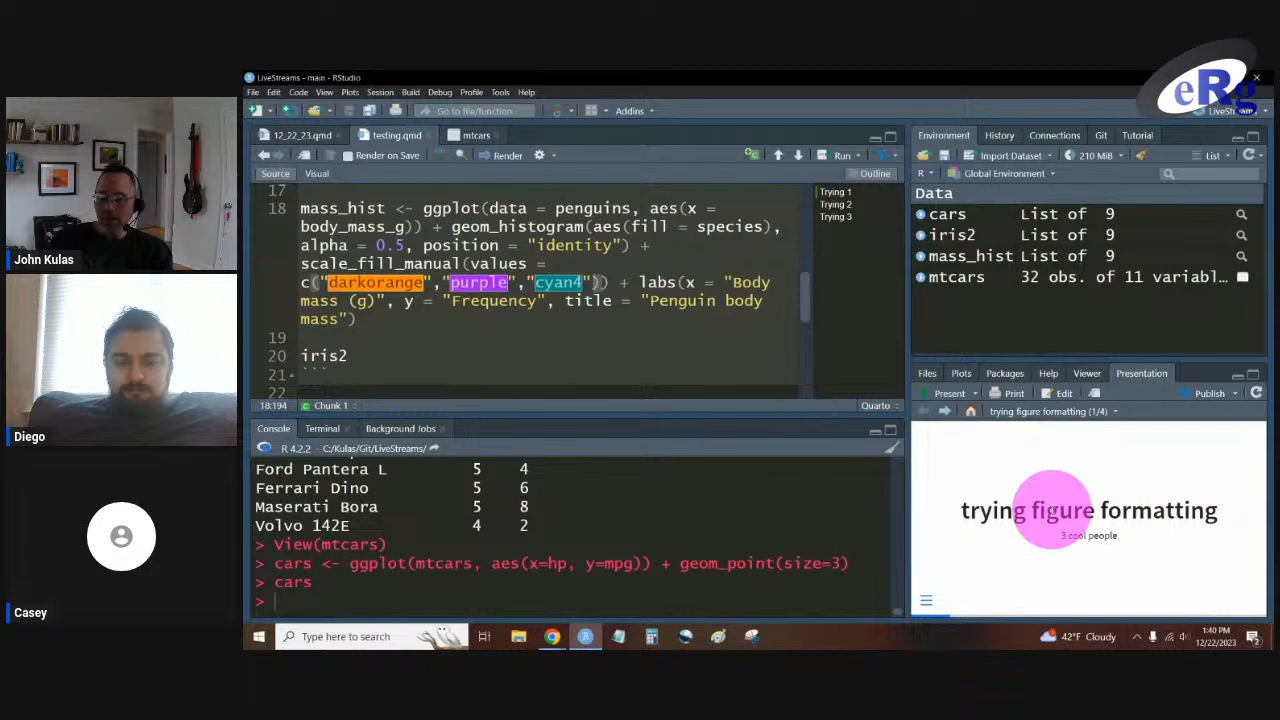 LiveStreams - main - RStudio
eRg
File Edit Code View Plots Session Build Debug Profile Tools Help
Go to file/function
Addins
LiveStreams
12_22_23.qmd
testing.qmd
mtcars
Render on Save
Render
Run
Source
Visual
Outline
17
18
mass_hist <- ggplot(data = penguins, aes(x =
body_mass_g)) + geom_histogram(aes(fill = species),
alpha = 0.5, position = "identity") +
scale_fill_manual(values =
c("darkorange","purple","cyan4")) + labs(x = "Body
mass (g)", y = "Frequency", title = "Penguin body
mass")
19
20 iris2
21 ```
22
Trying 1
Trying 2
Trying 3
18:194
Chunk 1
Quarto
Console
Terminal
Background Jobs
R 4.2.2 · C:/Kulas/Git/LiveStreams/
Ford Pantera L 5 4
Ferrari Dino 5 6
Maserati Bora 5 8
Volvo 142E 4 2
> View(mtcars)
> cars <- ggplot(mtcars, aes(x=hp, y=mpg)) + geom_point(size=3)
> cars
>
Environment
History
Connections
Git
Tutorial
Import Dataset
210 MiB
List
R
Global Environment
Data
cars List of 9
iris2 List of 9
mass_hist List of 9
mtcars 32 obs. of 11 variabl…
Files
Plots
Packages
Help
Viewer
Presentation
Present
Print
Edit
Publish
trying figure formatting (1/4)
trying figure formatting
3 cool people
John Kulas
Diego
Casey
Type here to search
42°F Cloudy
1:40 PM
12/22/2023
2